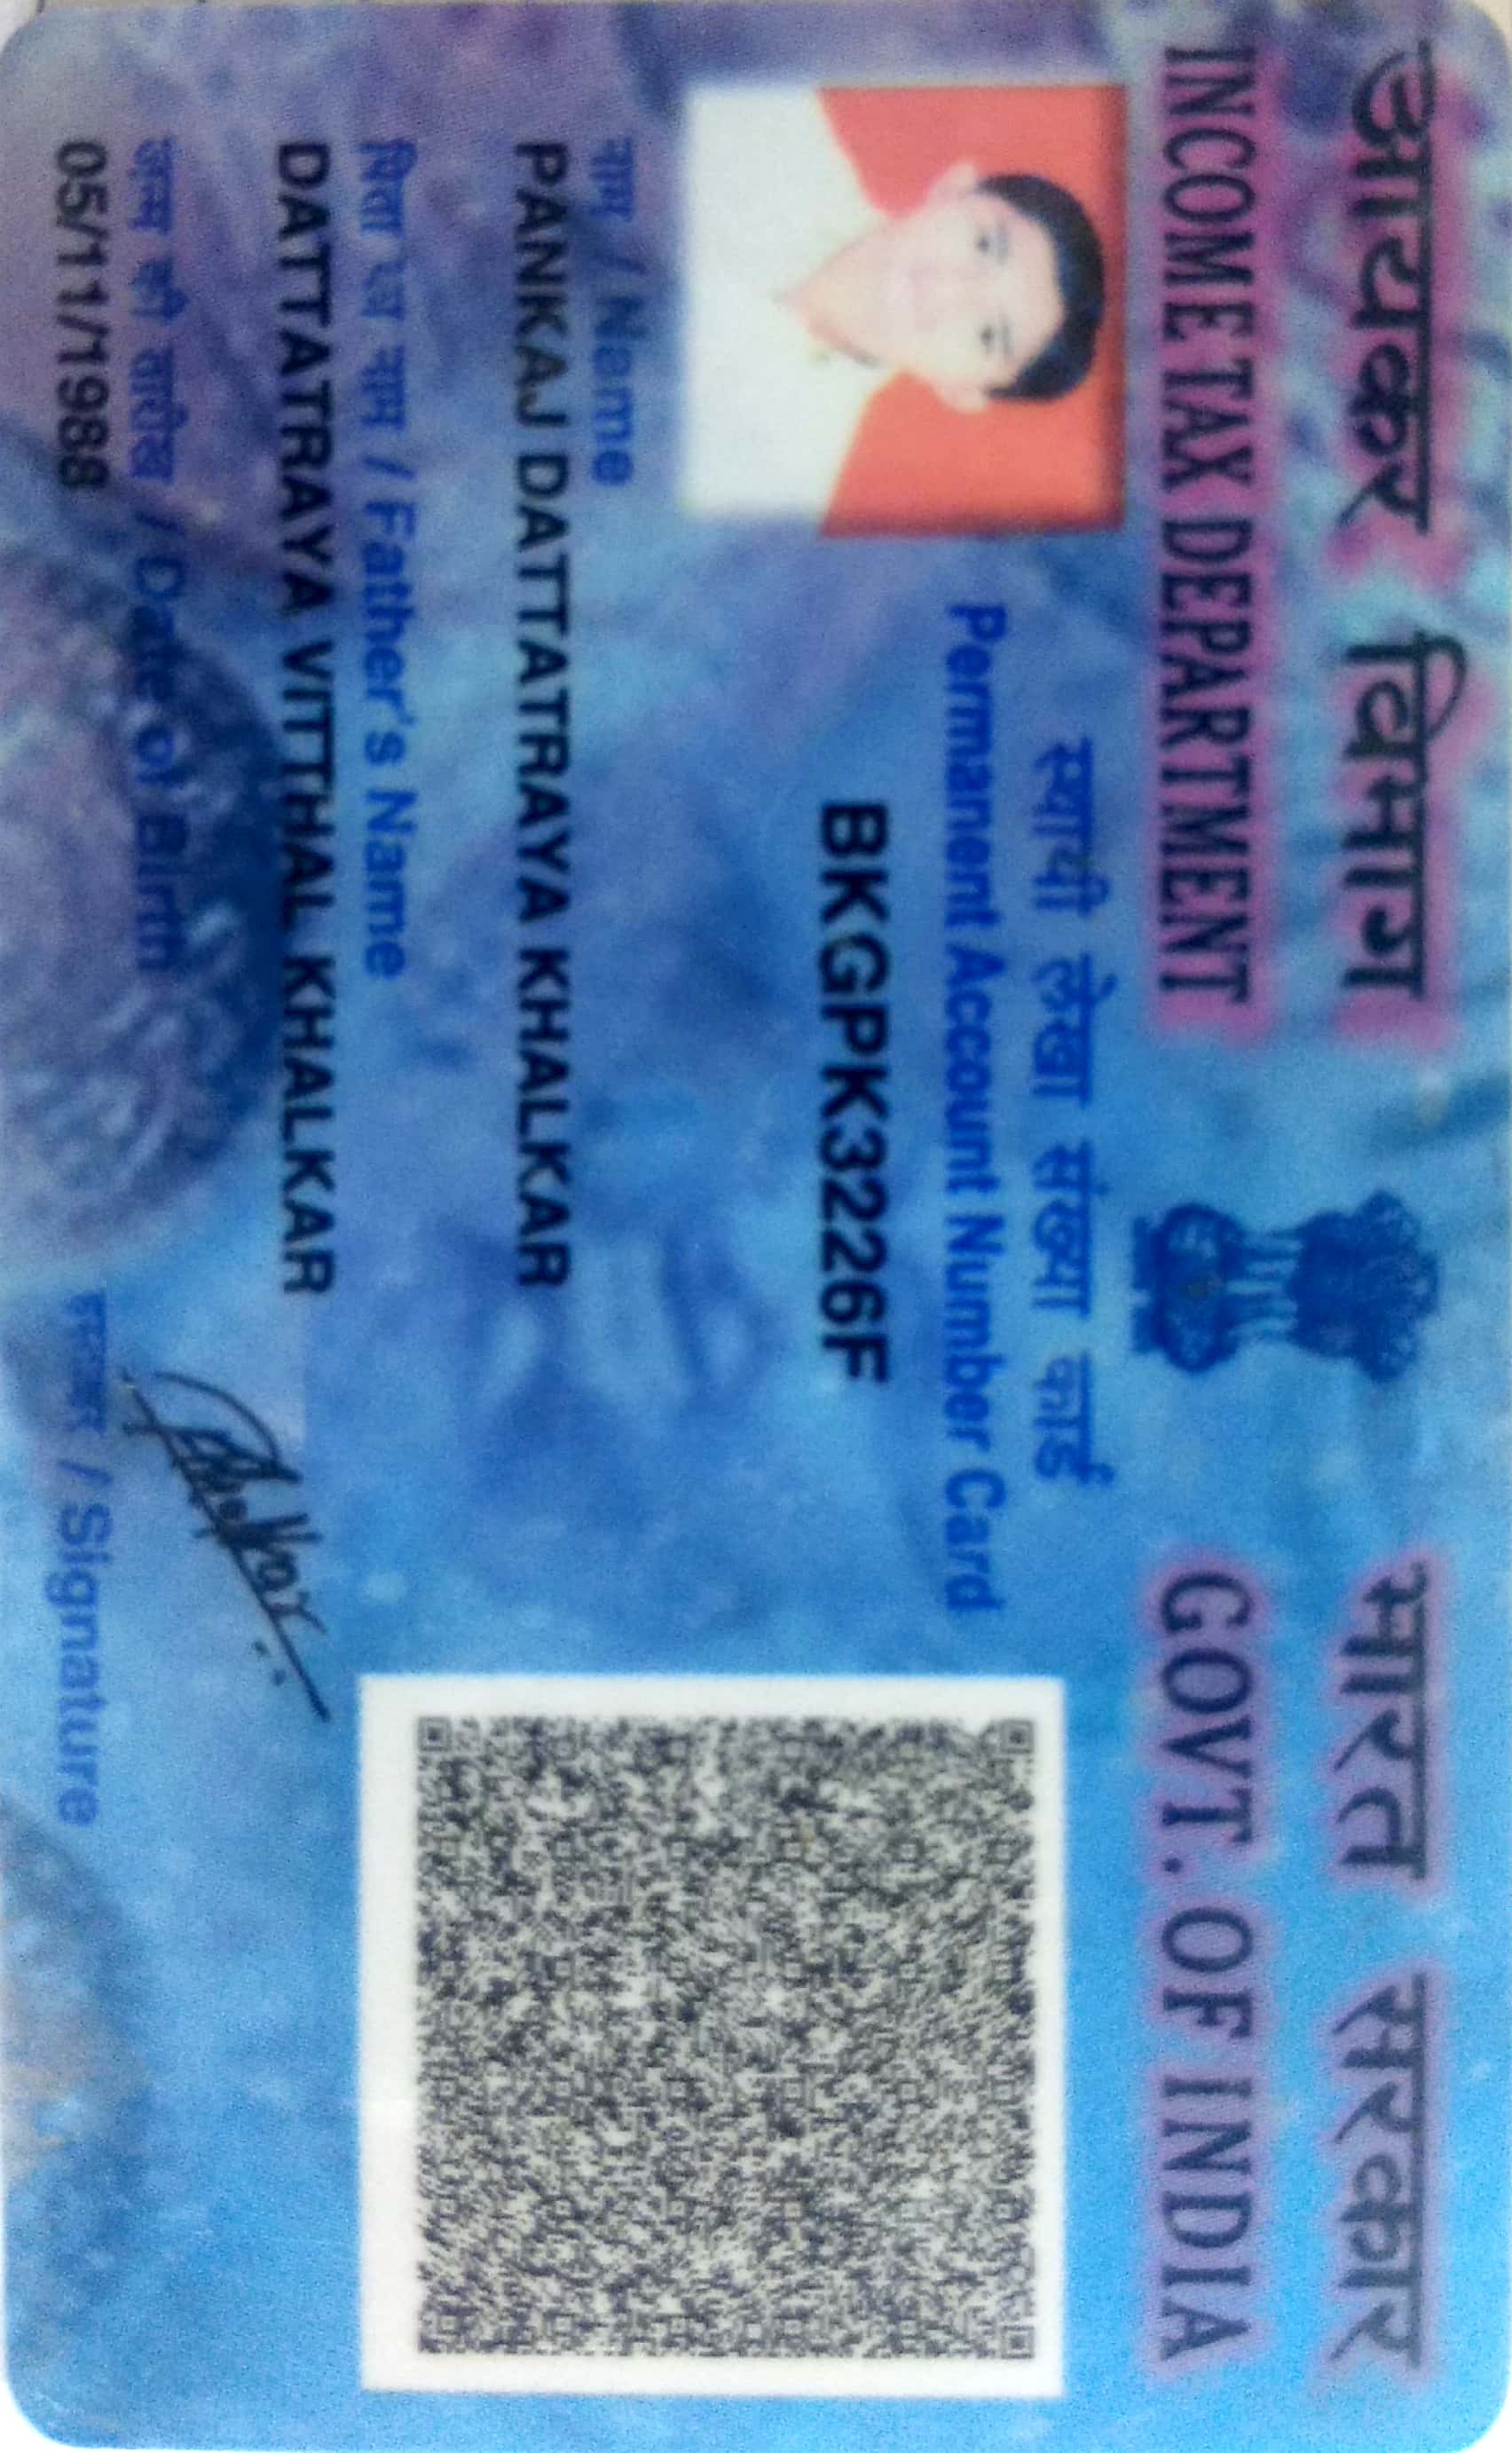 आयकर विभाग
INCOME TAX DEPARTMENT
भारत सरकार
GOVT. OF INDIA
स्थायी लेखा संख्या कार्ड
Permanent Account Number Card
BKGPK3226F
नाम / Name
PANKAJ DATTATRAYA KHALKAR
पिता का नाम / Father's Name
DATTATRAYA VITTHAL KHALKAR
जन्म की तारीख / Date of Birth
05/11/1988
हस्ताक्षर / Signature